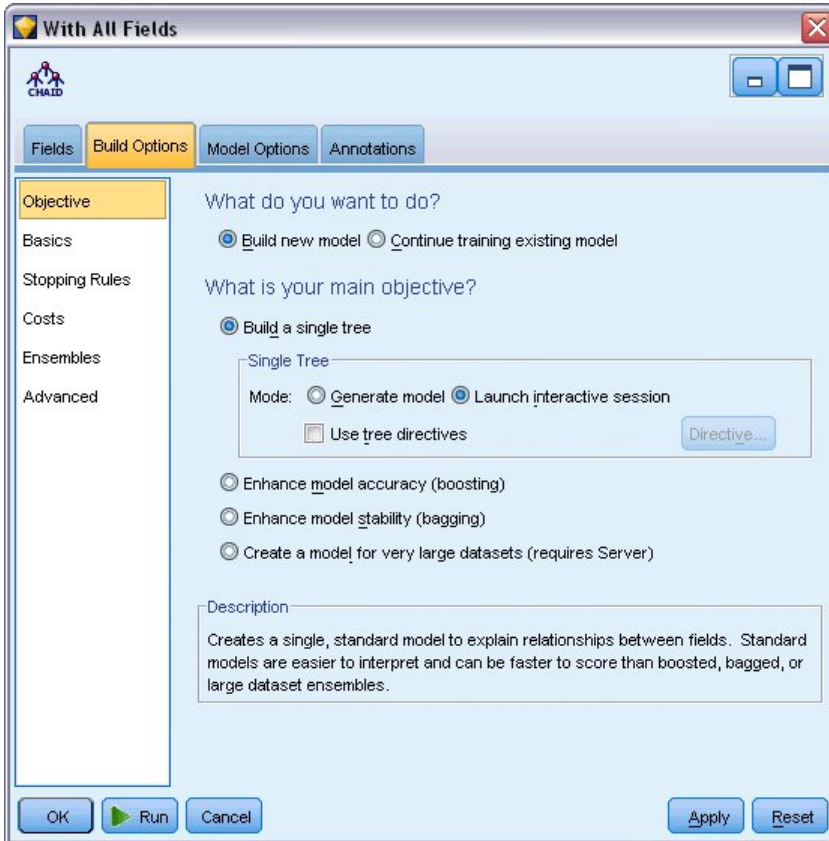 With All Fields
CHAID
Fields Build Options Model Options Annotations
Objective
Basics
Stopping Rules
Costs
Ensembles
Advanced
What do you want to do?
Build new model Continue training existing model
What is your main objective?
Build a single tree
Single Tree
Mode: Generate model Launch interactive session
Use tree directives Directive...
Enhance model accuracy (boosting)
Enhance model stability (bagging)
Create a model for very large datasets (requires Server)
Description
Creates a single, standard model to explain relationships between fields. Standard
models are easier to interpret and can be faster to score than boosted, bagged, or
large dataset ensembles.
OK Run Cancel Apply Reset